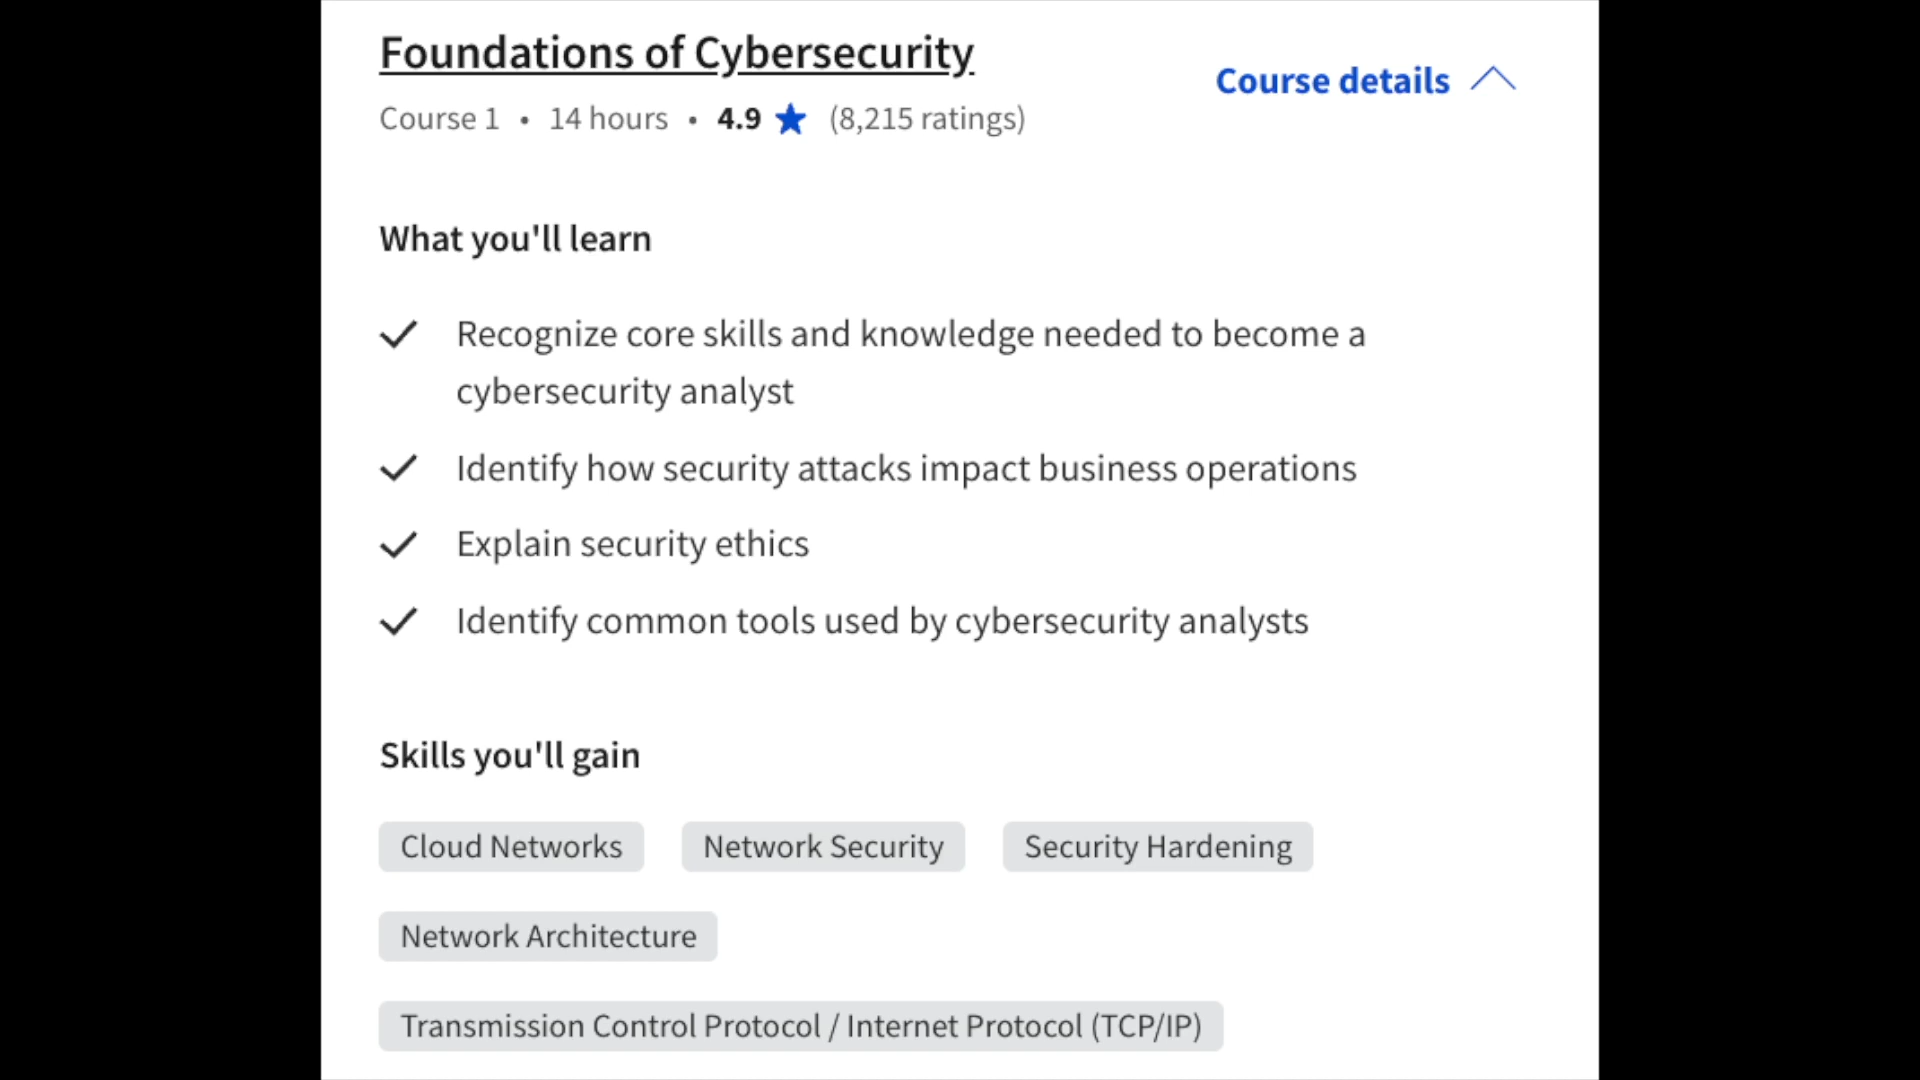 Foundations of Cybersecurity
Course details
Course 1 • 14 hours • 4.9 ★ (8,215 ratings)
What you'll learn
Recognize core skills and knowledge needed to become a
cybersecurity analyst
Identify how security attacks impact business operations
Explain security ethics
Identify common tools used by cybersecurity analysts
Skills you'll gain
Cloud Networks Network Security Security Hardening
Network Architecture
Transmission Control Protocol / Internet Protocol (TCP/IP)